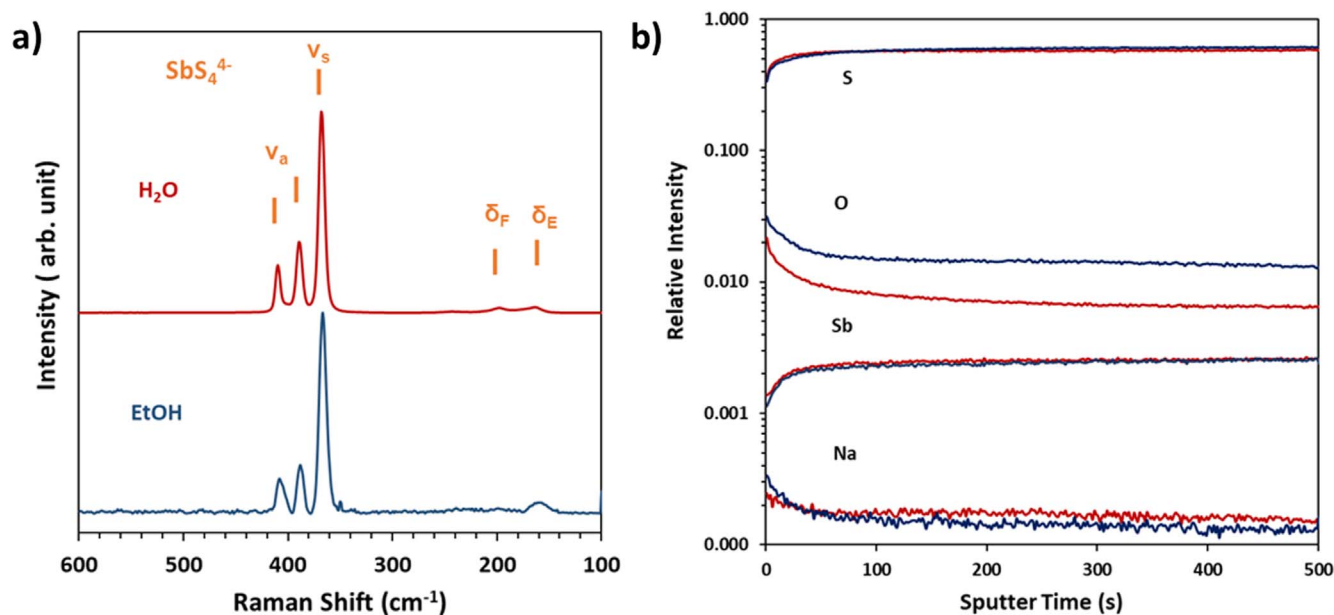 a)
SbS₄⁴⁻
νₛ
νₐ
H₂O
δ_F
δ_E
EtOH
Intensity ( arb. unit)
600
500
400
300
200
100
Raman Shift (cm⁻¹)
b)
1.000
0.100
0.010
0.001
0.000
Relative Intensity
S
O
Sb
Na
0
100
200
300
400
500
Sputter Time (s)